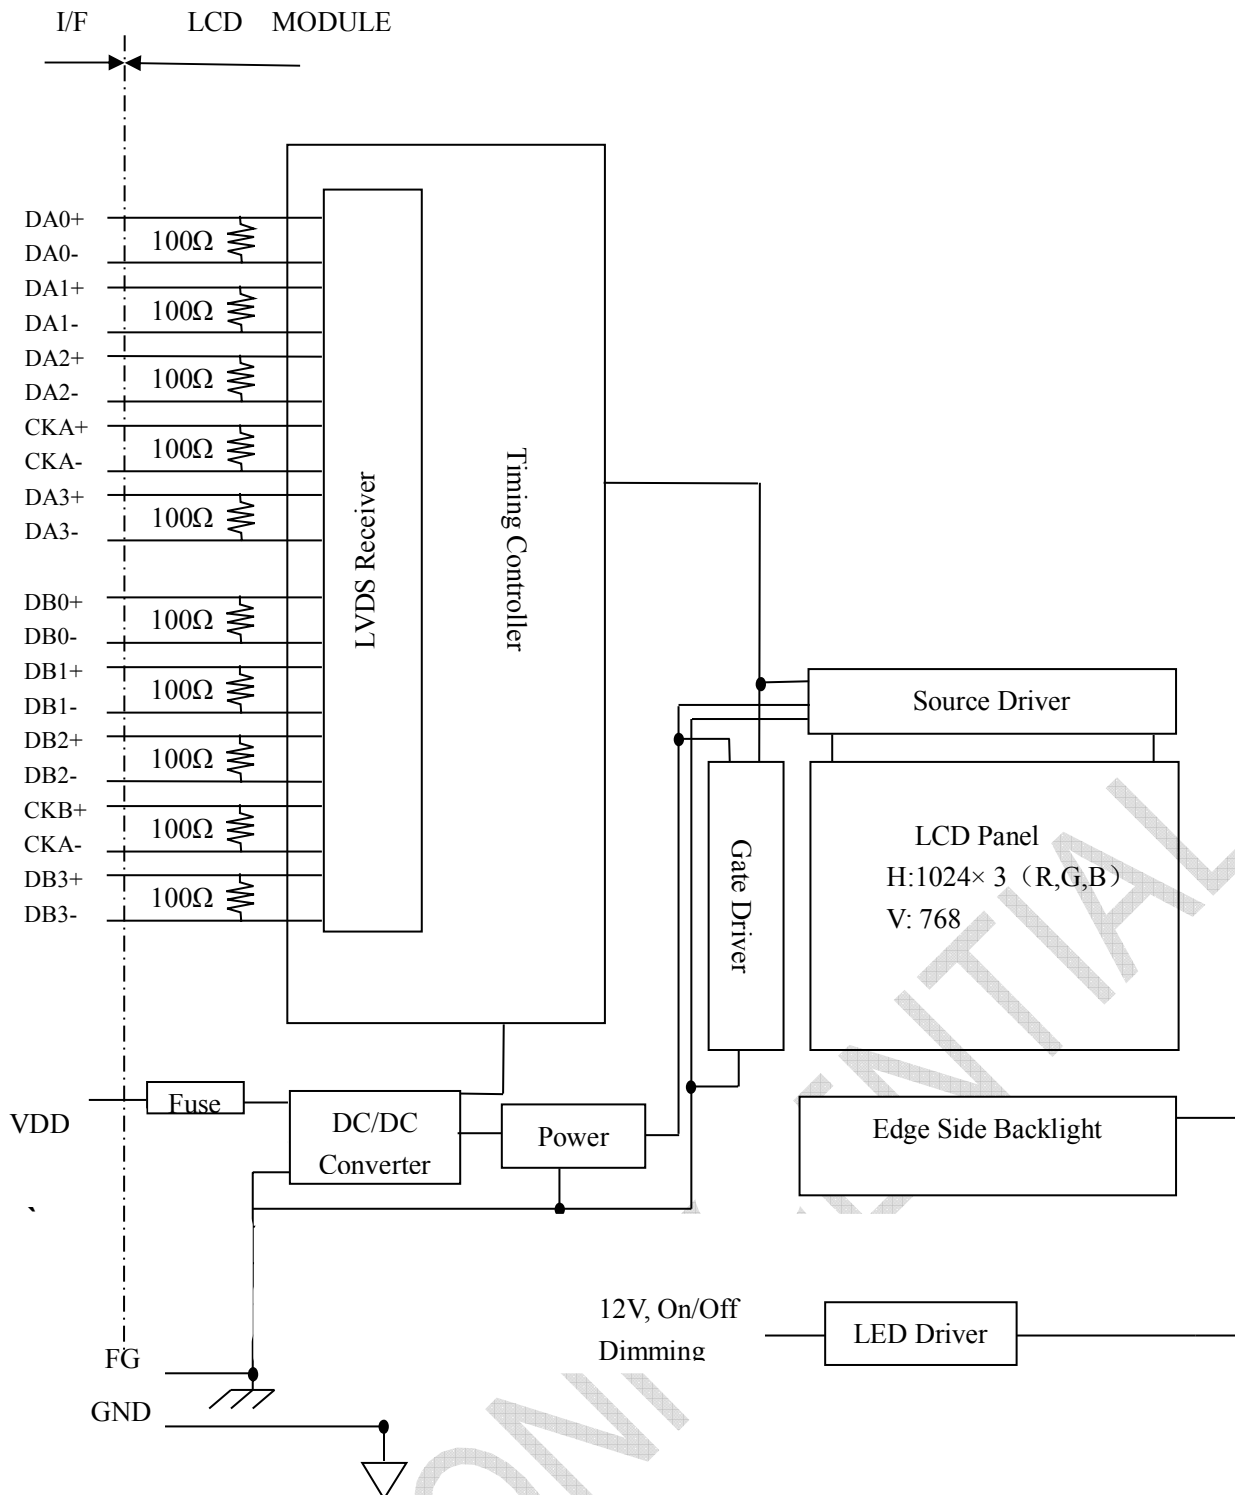 I/F LCD MODULE
DA0+
100Ω
DA0-
DA1+
100Ω
DA1-
DA2+
100Ω
DA2-
CKA+
100Ω
CKA-
DA3+
100Ω
DA3-
DB0+
100Ω
DB0-
DB1+
100Ω
DB1-
DB2+
100Ω
DB2-
CKB+
100Ω
CKA-
DB3+
100Ω
DB3-
LVDS Receiver
Timing Controller
Source Driver
Gate Driver
LCD Panel
H:1024× 3（R,G,B）
V: 768
VDD
Fuse
DC/DC
Converter
Power
Edge Side Backlight
、
12V, On/Off
Dimming
LED Driver
FG
GND
CONFIDENTIAL